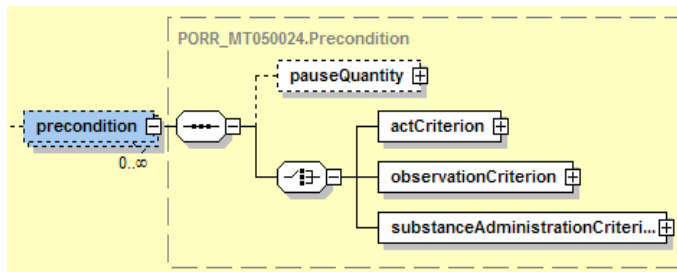 PORR_MT050024.Precondition
pauseQuantity
precondition
actCriterion
0..∞
observationCriterion
substanceAdministrationCriteri...